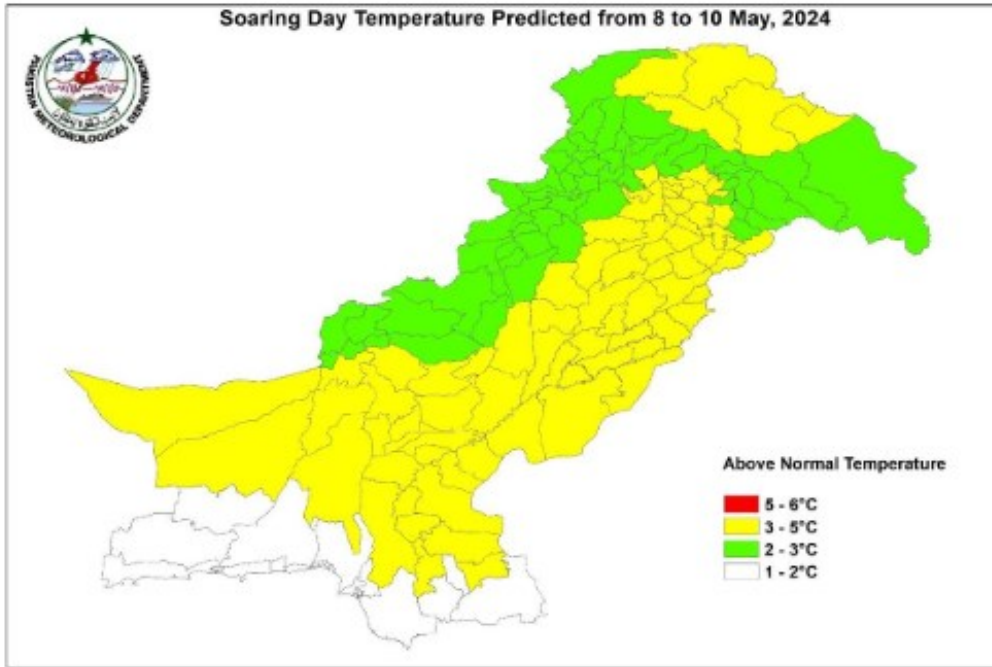 Soaring Day Temperature Predicted from 8 to 10 May, 2024
PAKISTAN METEOROLOGICAL DEPARTMENT
Above Normal Temperature
5 - 6°C
3 - 5°C
2 - 3°C
1 - 2°C